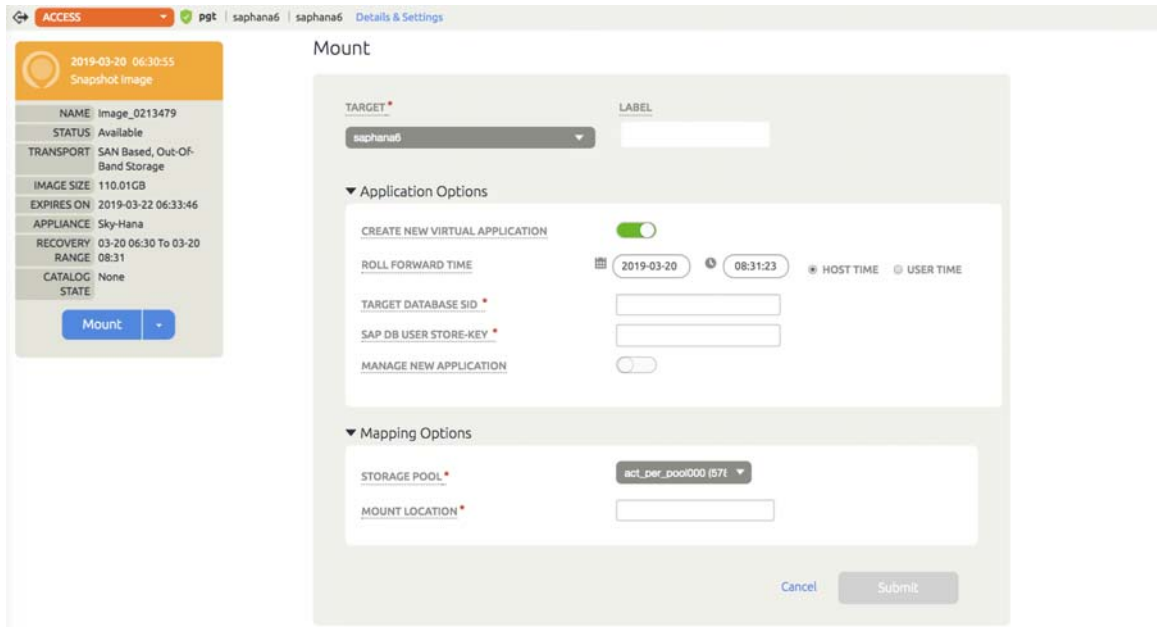 ACCESS pgt saphana6 saphana6 Details & Settings
2019-03-20 06:30:55
Snapshot Image
NAME Image_0213479
STATUS Available
TRANSPORT SAN Based, Out-Of-
Band Storage
IMAGE SIZE 110.01GB
EXPIRES ON 2019-03-22 06:33:46
APPLIANCE Sky-Hana
RECOVERY 03-20 06:30 To 03-20
RANGE 08:31
CATALOG None
STATE
Mount
Mount
TARGET* LABEL
saphana6
Application Options
CREATE NEW VIRTUAL APPLICATION
ROLL FORWARD TIME 2019-03-20 08:31:23 HOST TIME USER TIME
TARGET DATABASE SID *
SAP DB USER STORE-KEY *
MANAGE NEW APPLICATION
Mapping Options
STORAGE POOL* act_per_pool000 (578
MOUNT LOCATION*
Cancel Submit